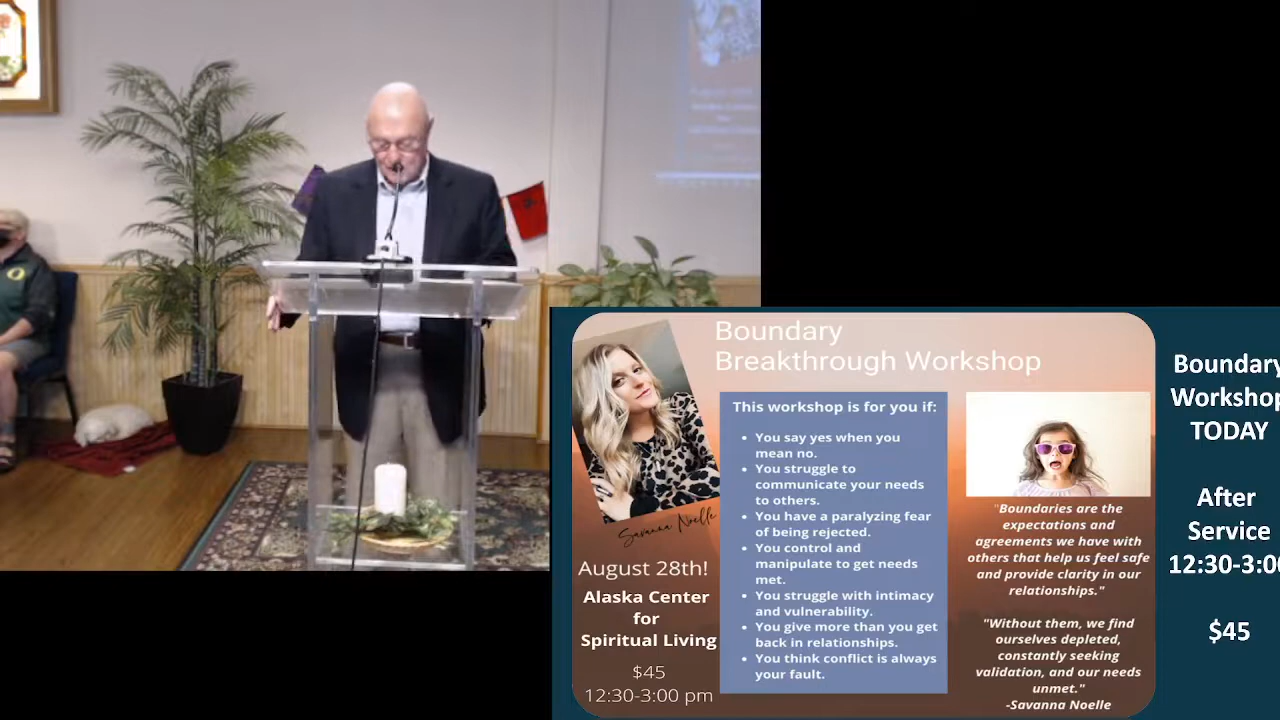 Boundary
Breakthrough Workshop
This workshop is for you if:
• You say yes when you
mean no.
• You struggle to
communicate your needs
to others.
• You have a paralyzing fear
of being rejected.
• You control and
manipulate to get needs
met.
• You struggle with intimacy
and vulnerability.
• You give more than you get
back in relationships.
• You think conflict is always
your fault.
Savanna Noelle
August 28th!
Alaska Center
for
Spiritual Living
$45
12:30-3:00 pm
"Boundaries are the
expectations and
agreements we have with
others that help us feel safe
and provide clarity in our
relationships."
"Without them, we find
ourselves depleted,
constantly seeking
validation, and our needs
unmet."
-Savanna Noelle
Boundary
Workshop
TODAY
After
Service
12:30-3:00
$45